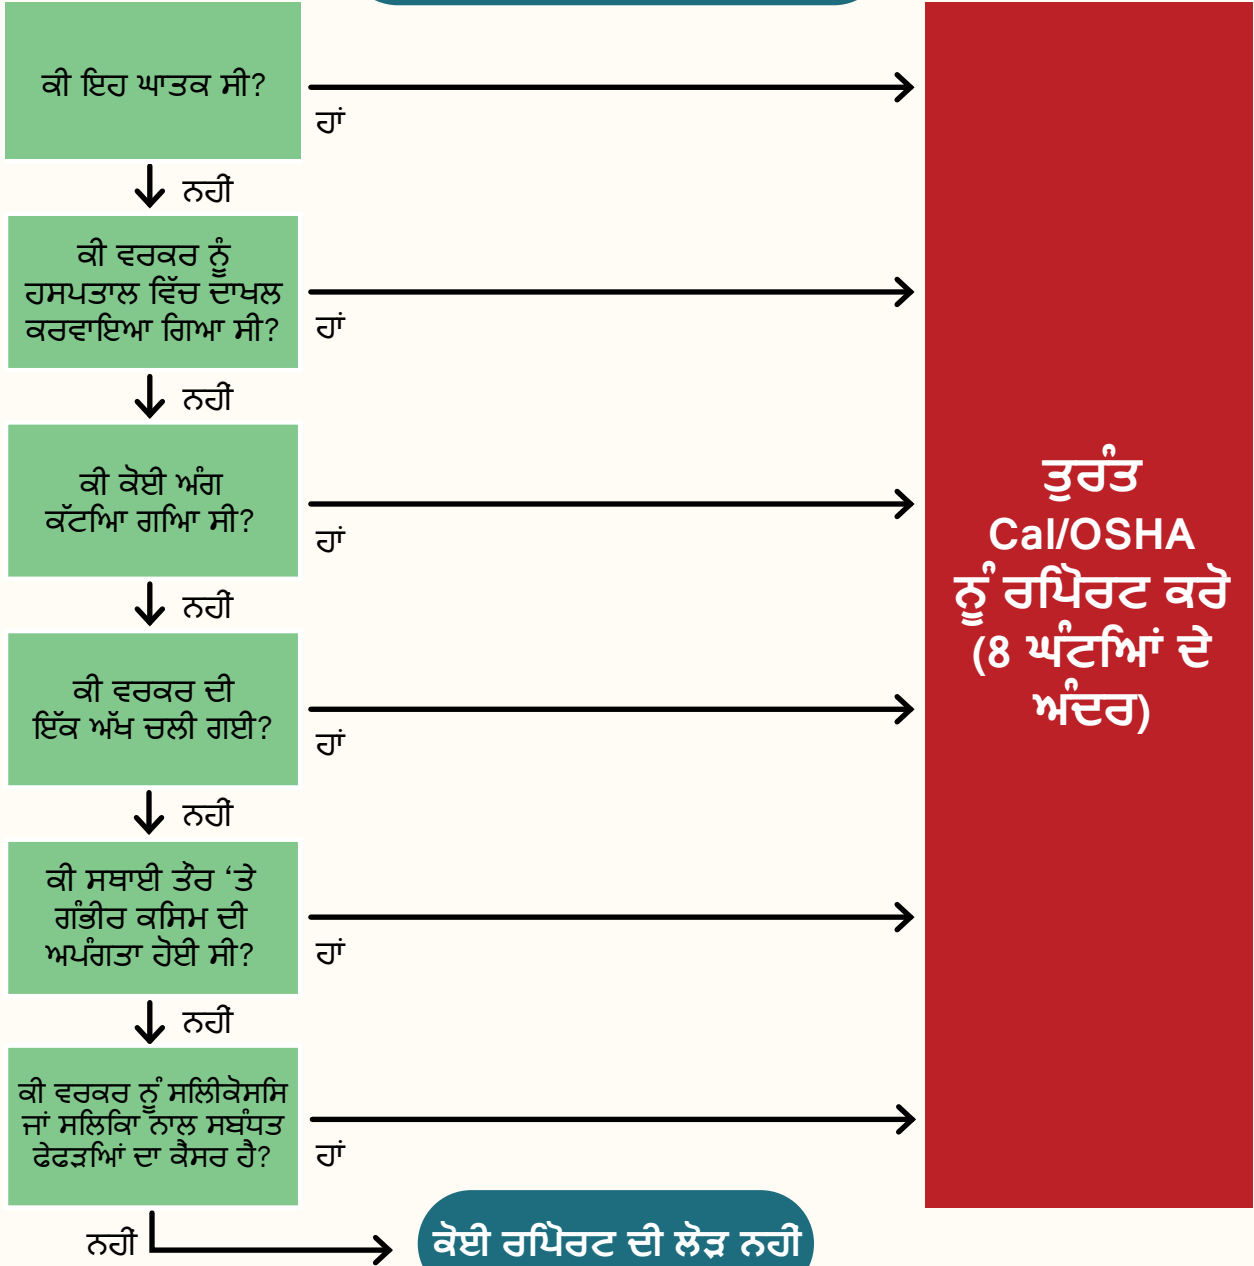 ਕੀ ਇਹ ਘਾਤਕ ਸੀ?
ਹਾਂ
ਨਹੀਂ
ਕੀ ਵਰਕਰ ਨੂੰ
ਹਸਪਤਾਲ ਵਿੱਚ ਦਾਖਲ
ਕਰਵਾਇਆ ਗਿਆ ਸੀ?
ਹਾਂ
ਨਹੀਂ
ਕੀ ਕੋਈ ਅੰਗ
ਕੱਟਿਆ ਗਿਆ ਸੀ?
ਹਾਂ
ਨਹੀਂ
ਕੀ ਵਰਕਰ ਦੀ
ਇੱਕ ਅੱਖ ਚਲੀ ਗਈ?
ਹਾਂ
ਨਹੀਂ
ਕੀ ਸਥਾਈ ਤੌਰ ‘ਤੇ
ਗੰਭੀਰ ਕਿਸਮ ਦੀ
ਅਪੰਗਤਾ ਹੋਈ ਸੀ?
ਹਾਂ
ਨਹੀਂ
ਕੀ ਵਰਕਰ ਨੂੰ ਸਿਲੀਕੋਸਿਸ
ਜਾਂ ਸਿਲਿਕਾ ਨਾਲ ਸਬੰਧਤ
ਫੇਫੜਿਆਂ ਦਾ ਕੈਂਸਰ ਹੈ?
ਹਾਂ
ਨਹੀਂ
ਕੋਈ ਰਿਪੋਰਟ ਦੀ ਲੋੜ ਨਹੀਂ
ਤੁਰੰਤ
Cal/OSHA
ਨੂੰ ਰਿਪੋਰਟ ਕਰੋ
(8 ਘੰਟਿਆਂ ਦੇ
ਅੰਦਰ)